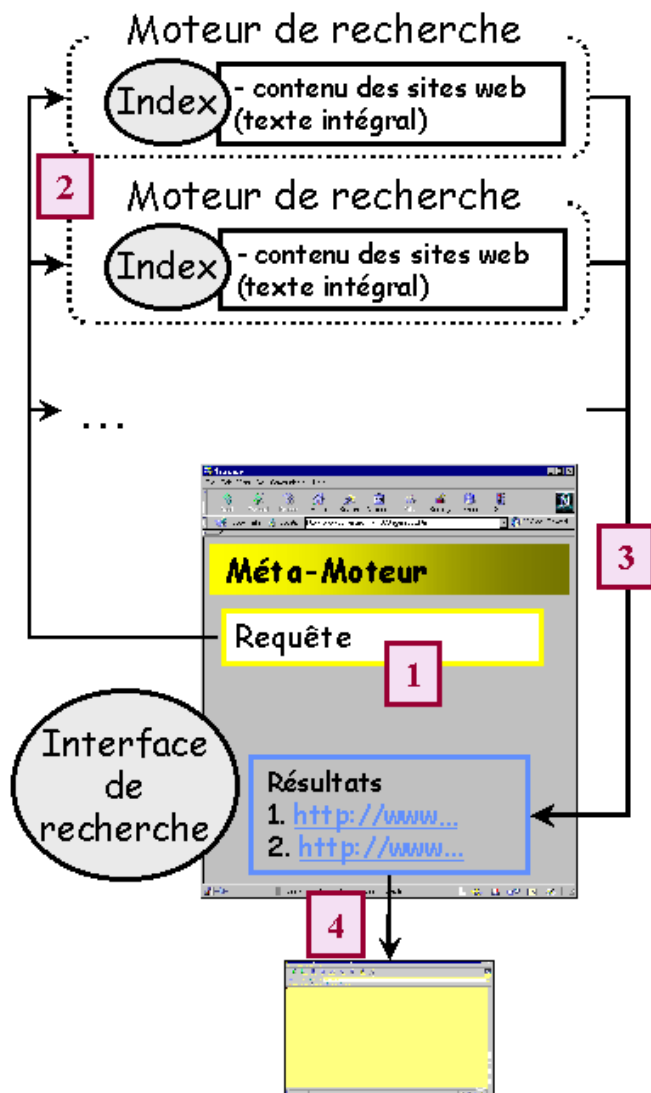 Moteur de recherche
Index
- contenu des sites web
(texte intégral)
2
Moteur de recherche
Index
- contenu des sites web
(texte intégral)
...
3
Méta-Moteur
Requête
1
Interface
de
recherche
Résultats
1. http://www...
2. http://www...
4